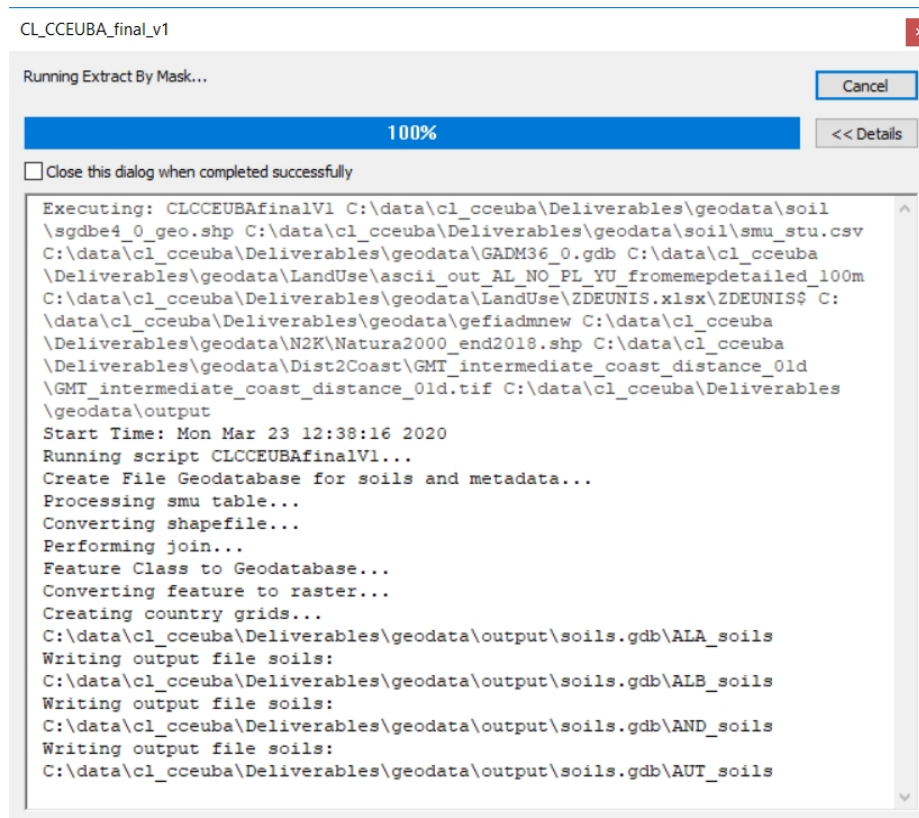 CL_CCEUBA_final_v1
Running Extract By Mask...
Cancel
100%
<< Details
Close this dialog when completed successfully
Executing: CLCCEUBAfinalV1 C:\data\cl_cceuba\Deliverables\geodata\soil
\sgdbe4_0_geo.shp C:\data\cl_cceuba\Deliverables\geodata\soil\smu_stu.csv
C:\data\cl_cceuba\Deliverables\geodata\GADM36_0.gdb C:\data\cl_cceuba
\Deliverables\geodata\LandUse\ascii_out_AL_NO_PL_YU_fromemepdetailed_100m
C:\data\cl_cceuba\Deliverables\geodata\LandUse\ZDEUNIS.xlsx\ZDEUNIS$ C:
\data\cl_cceuba\Deliverables\geodata\gefiadmnew C:\data\cl_cceuba
\Deliverables\geodata\N2K\Natura2000_end2018.shp C:\data\cl_cceuba
\Deliverables\geodata\Dist2Coast\GMT_intermediate_coast_distance_01d
\GMT_intermediate_coast_distance_01d.tif C:\data\cl_cceuba\Deliverables
\geodata\output
Start Time: Mon Mar 23 12:38:16 2020
Running script CLCCEUBAfinalV1...
Create File Geodatabase for soils and metadata...
Processing smu table...
Converting shapefile...
Performing join...
Feature Class to Geodatabase...
Converting feature to raster...
Creating country grids...
C:\data\cl_cceuba\Deliverables\geodata\output\soils.gdb\ALA_soils
Writing output file soils:
C:\data\cl_cceuba\Deliverables\geodata\output\soils.gdb\ALB_soils
Writing output file soils:
C:\data\cl_cceuba\Deliverables\geodata\output\soils.gdb\AND_soils
Writing output file soils:
C:\data\cl_cceuba\Deliverables\geodata\output\soils.gdb\AUT_soils